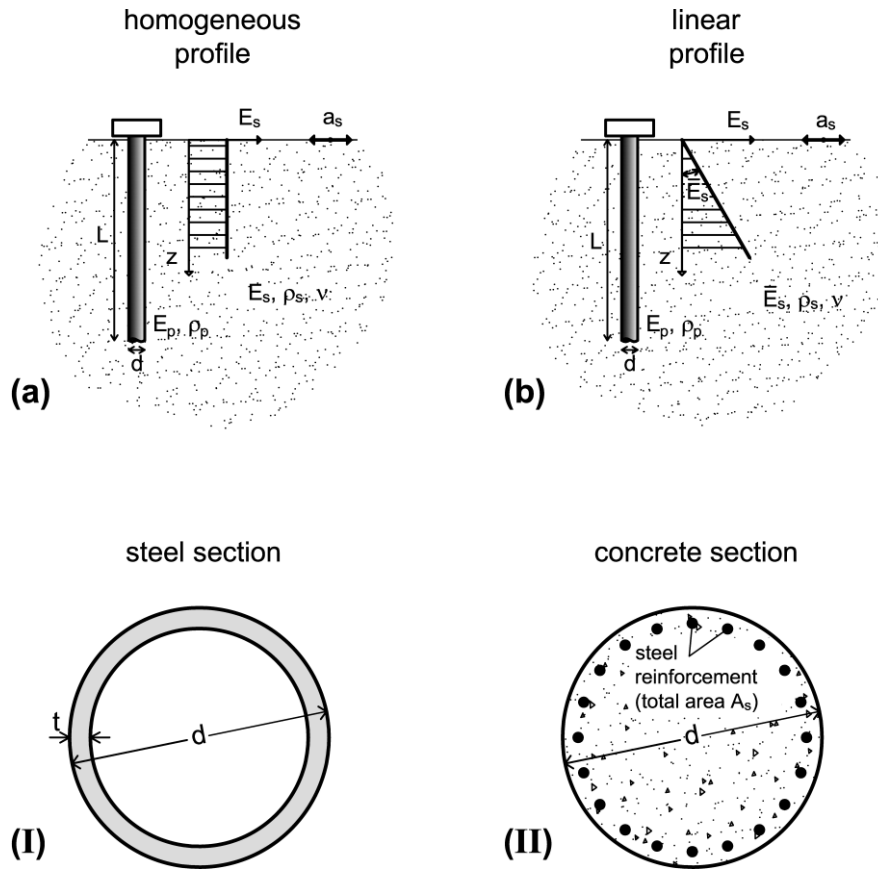 homogeneous
profile
linear
profile
Eₛ
aₛ
L
z
Ēₛ, ρₛ, ν
Eₚ, ρₚ
d
(a)
Eₛ
aₛ
Ēₛ
L
z
Ēₛ, ρₛ, ν
Eₚ, ρₚ
d
(b)
steel section
t
d
(I)
concrete section
steel
reinforcement
(total area Aₛ)
d
(II)